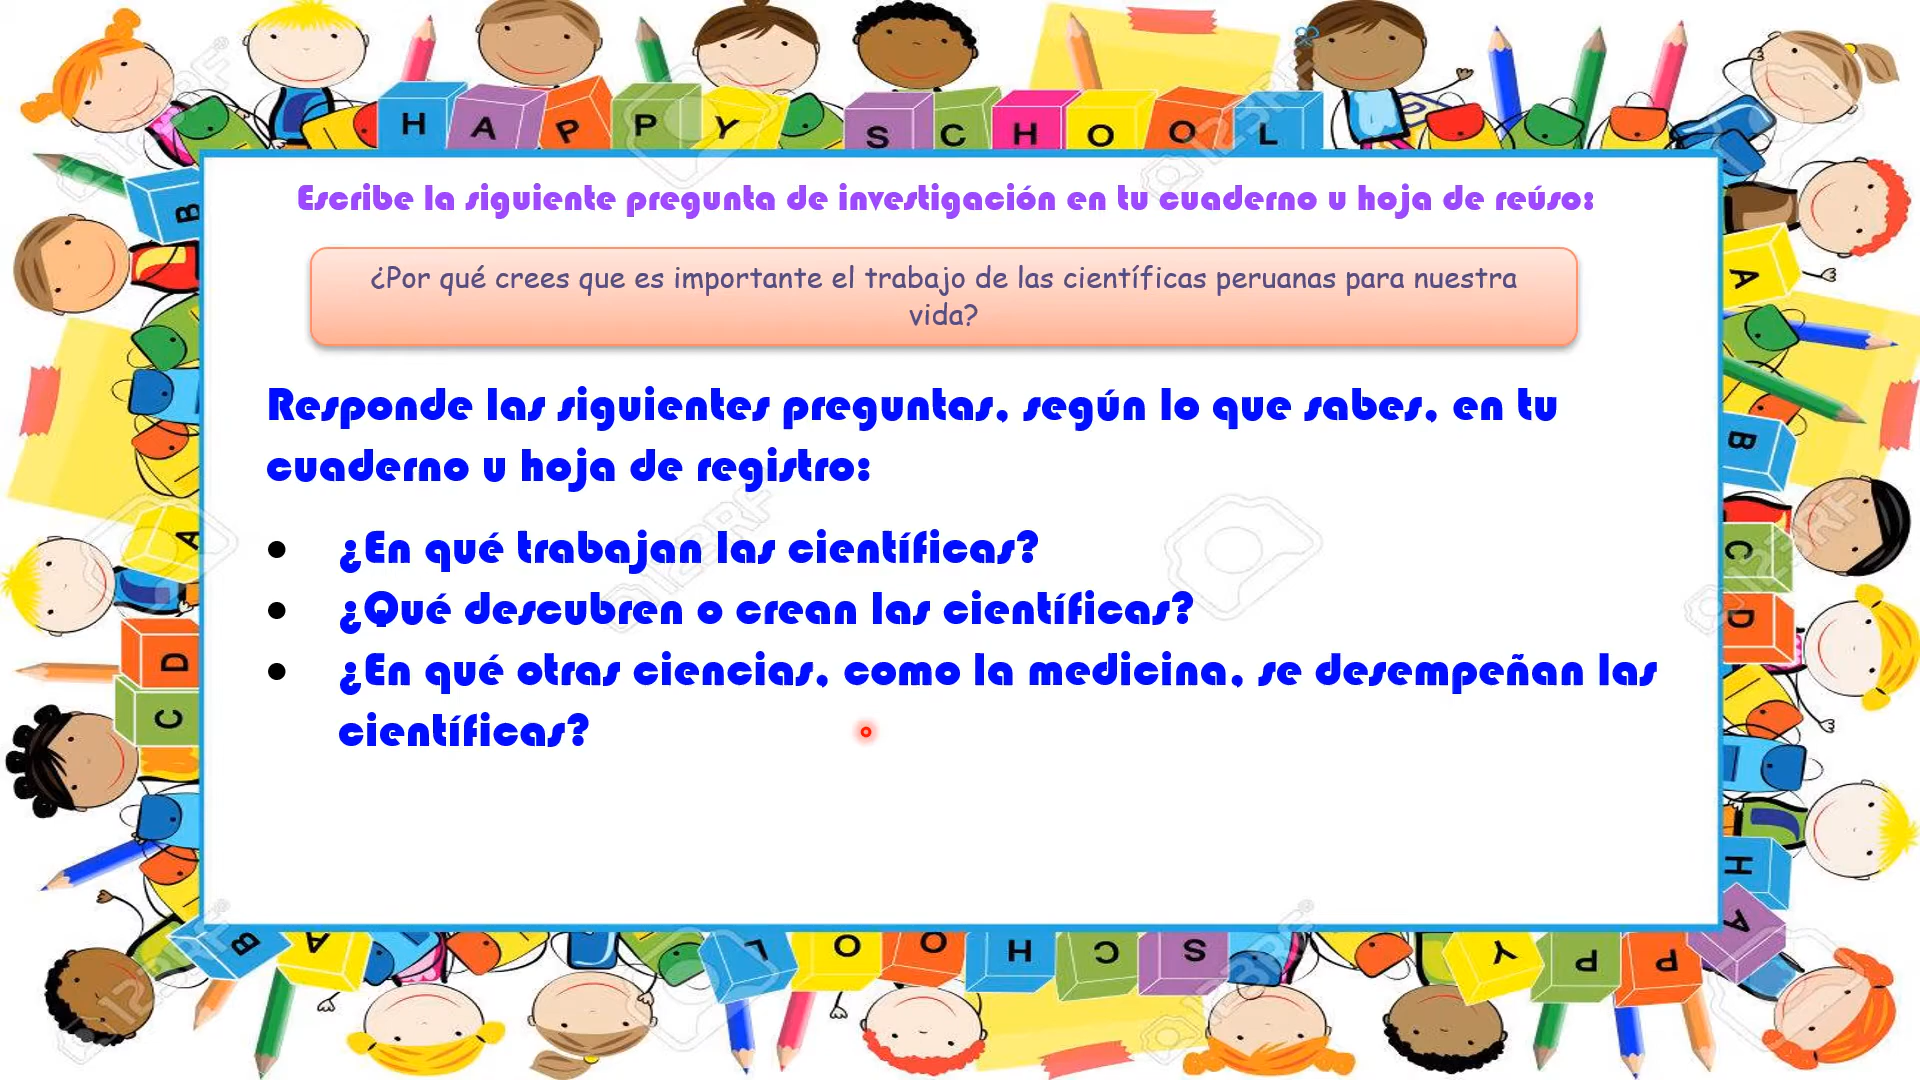 HAPPY SCHOOL
Escribe la siguiente pregunta de investigación en tu cuaderno u hoja de reúso:
¿Por qué crees que es importante el trabajo de las científicas peruanas para nuestra
vida?
Responde las siguientes preguntas, según lo que sabes, en tu
cuaderno u hoja de registro:
• ¿En qué trabajan las científicas?
• ¿Qué descubren o crean las científicas?
• ¿En qué otras ciencias, como la medicina, se desempeñan las
científicas?
B
A
D
C
A
B
C
D
H
A
B A
LOOHCS
YPP
123RF